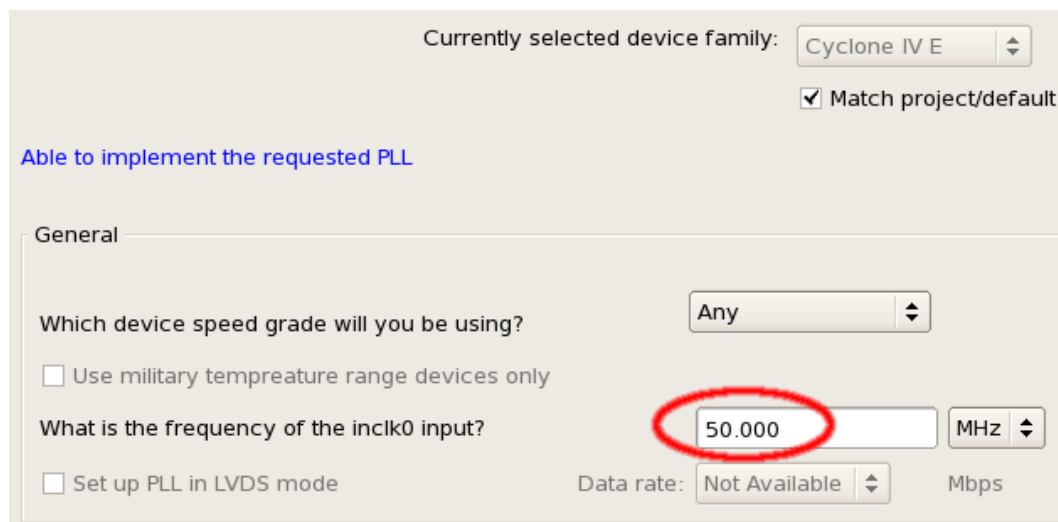 Currently selected device family: Cyclone IV E
Match project/default
Able to implement the requested PLL
General
Which device speed grade will you be using? Any
Use military tempreature range devices only
What is the frequency of the inclk0 input? 50.000 MHz
Set up PLL in LVDS mode Data rate: Not Available Mbps